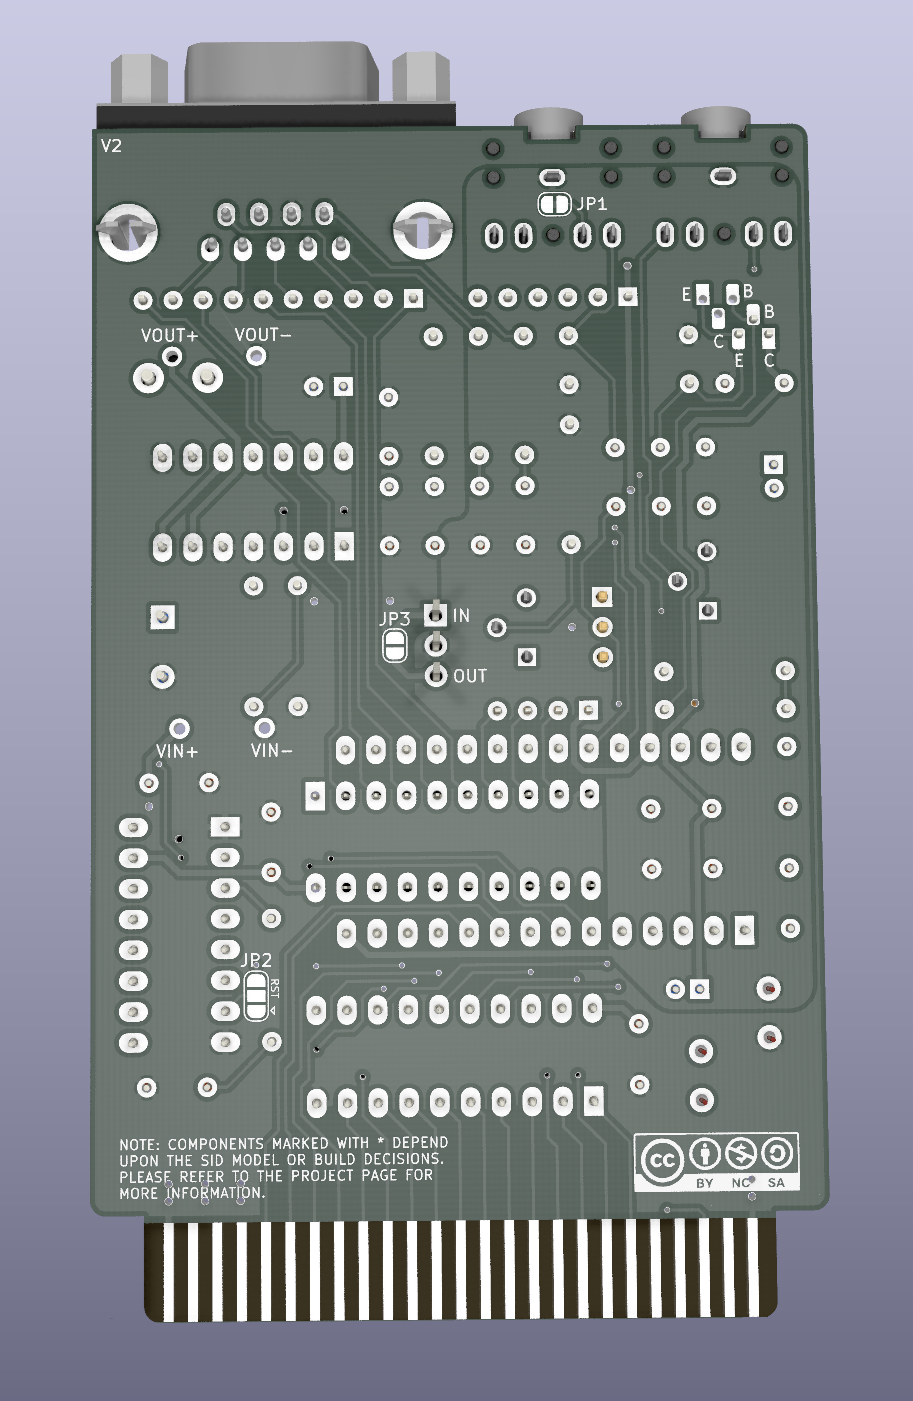 V2
JP1
E
B
B
C
E
C
VOUT+
VOUT-
JP3
IN
OUT
VIN+
VIN-
JP2
RST
NOTE: COMPONENTS MARKED WITH * DEPEND
UPON THE SID MODEL OR BUILD DECISIONS.
PLEASE REFER TO THE PROJECT PAGE FOR
MORE INFORMATION.
CC
BY NC SA